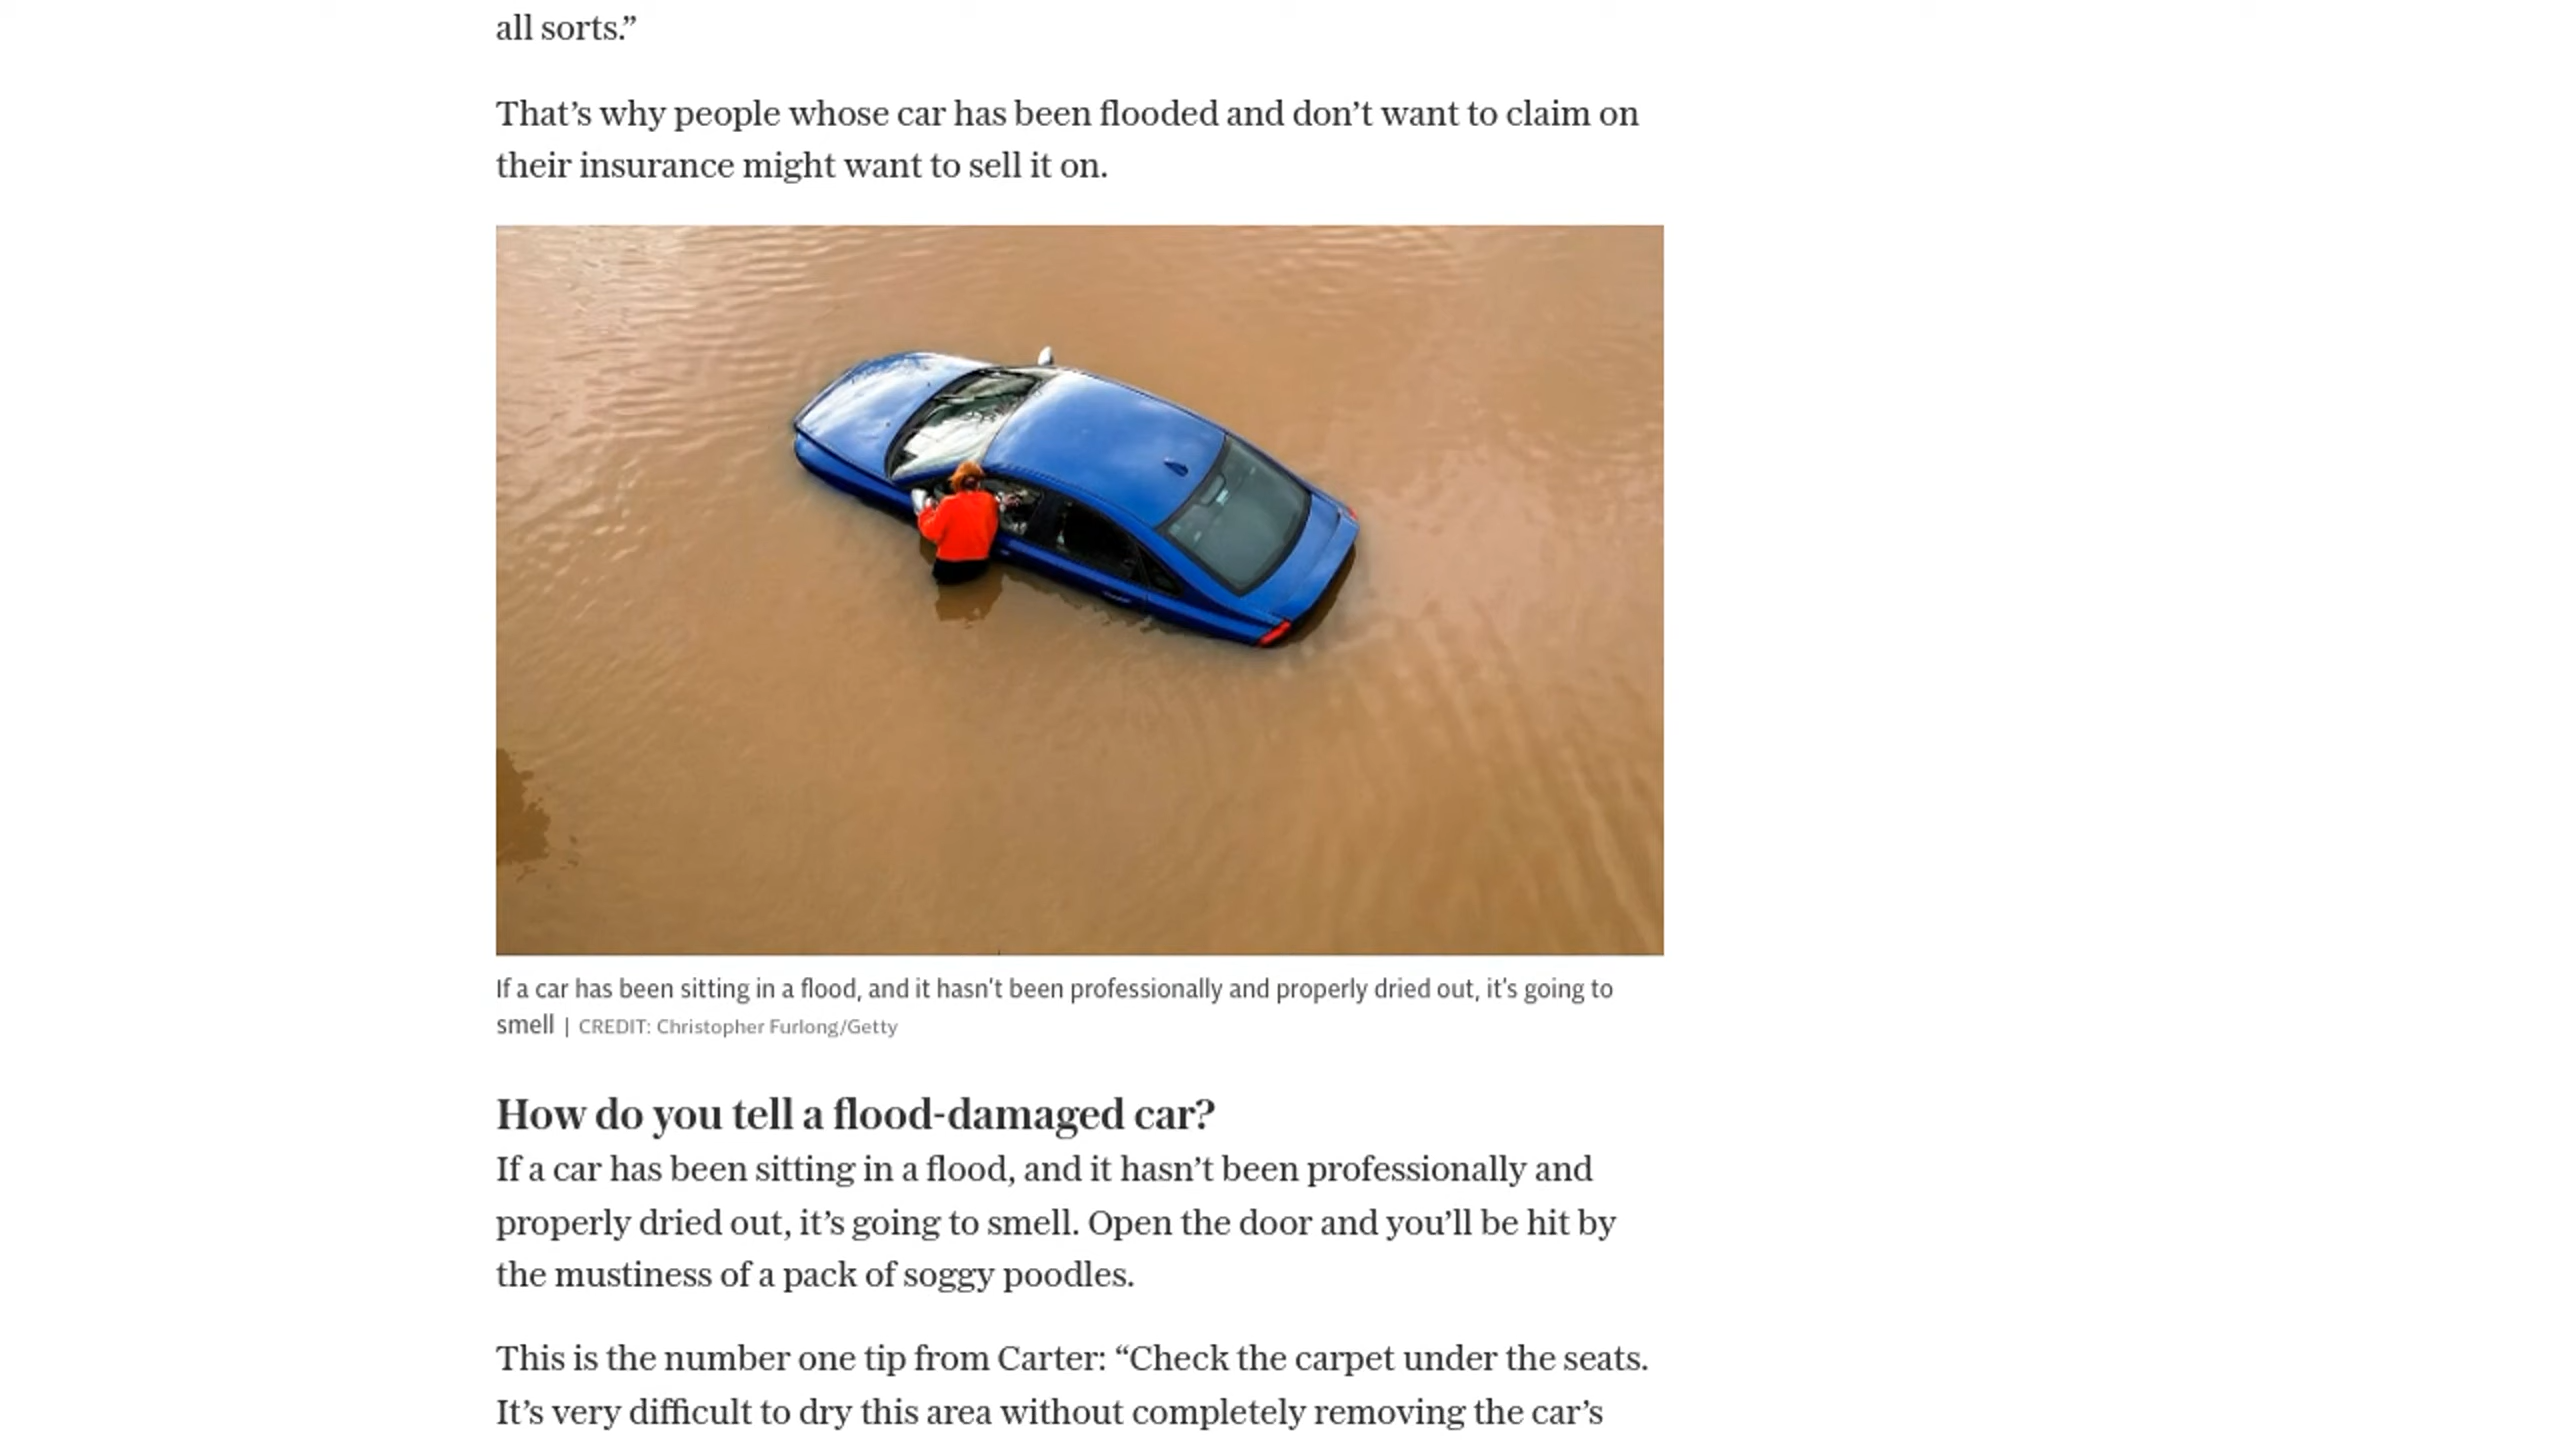 all sorts.”
That’s why people whose car has been flooded and don’t want to claim on
their insurance might want to sell it on.
If a car has been sitting in a flood, and it hasn't been professionally and properly dried out, it's going to
smell | CREDIT: Christopher Furlong/Getty
How do you tell a flood-damaged car?
If a car has been sitting in a flood, and it hasn’t been professionally and
properly dried out, it’s going to smell. Open the door and you’ll be hit by
the mustiness of a pack of soggy poodles.
This is the number one tip from Carter: “Check the carpet under the seats.
It’s very difficult to dry this area without completely removing the car’s